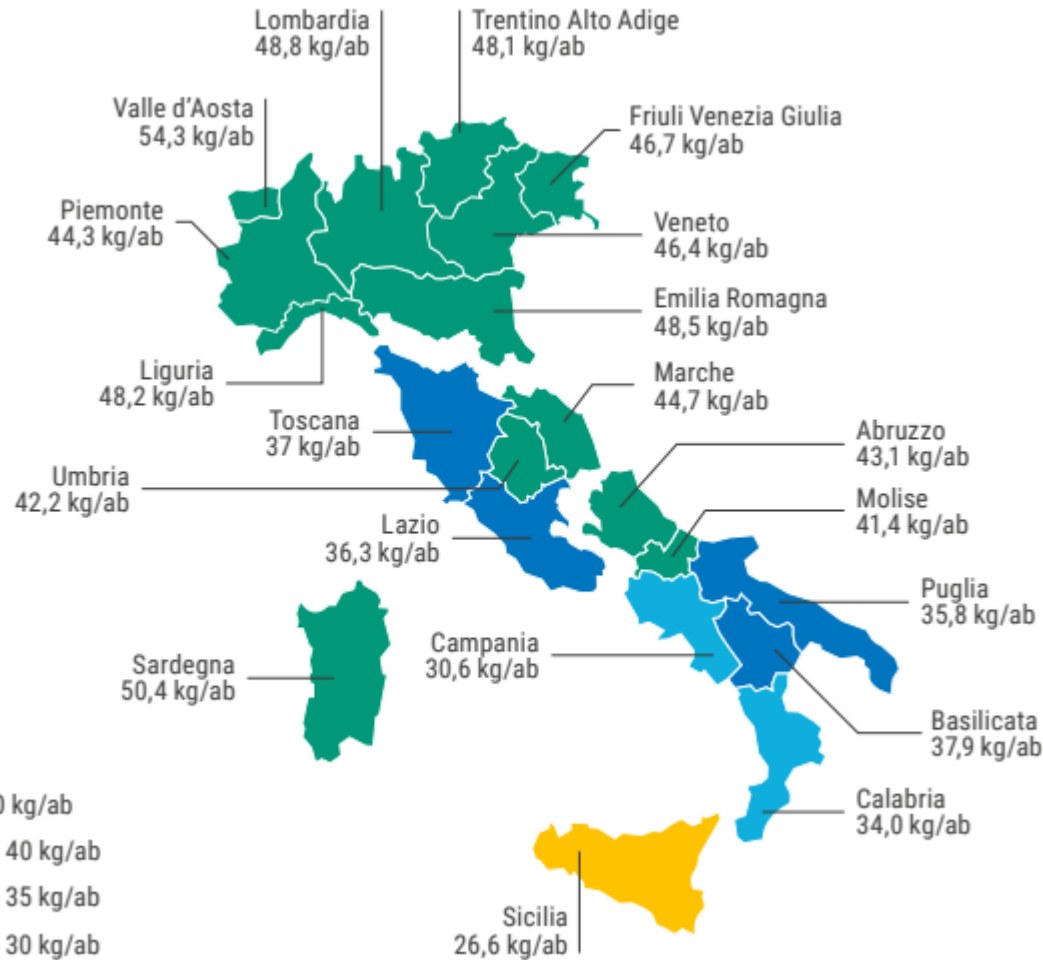 Lombardia
48,8 kg/ab
Trentino Alto Adige
48,1 kg/ab
Valle d'Aosta
54,3 kg/ab
Friuli Venezia Giulia
46,7 kg/ab
Piemonte
44,3 kg/ab
Veneto
46,4 kg/ab
Emilia Romagna
48,5 kg/ab
Liguria
48,2 kg/ab
Marche
44,7 kg/ab
Toscana
37 kg/ab
Abruzzo
43,1 kg/ab
Umbria
42,2 kg/ab
Molise
41,4 kg/ab
Lazio
36,3 kg/ab
Puglia
35,8 kg/ab
Campania
30,6 kg/ab
Sardegna
50,4 kg/ab
Basilicata
37,9 kg/ab
Calabria
34,0 kg/ab
Sicilia
26,6 kg/ab
kg/ab
40 kg/ab
35 kg/ab
30 kg/ab